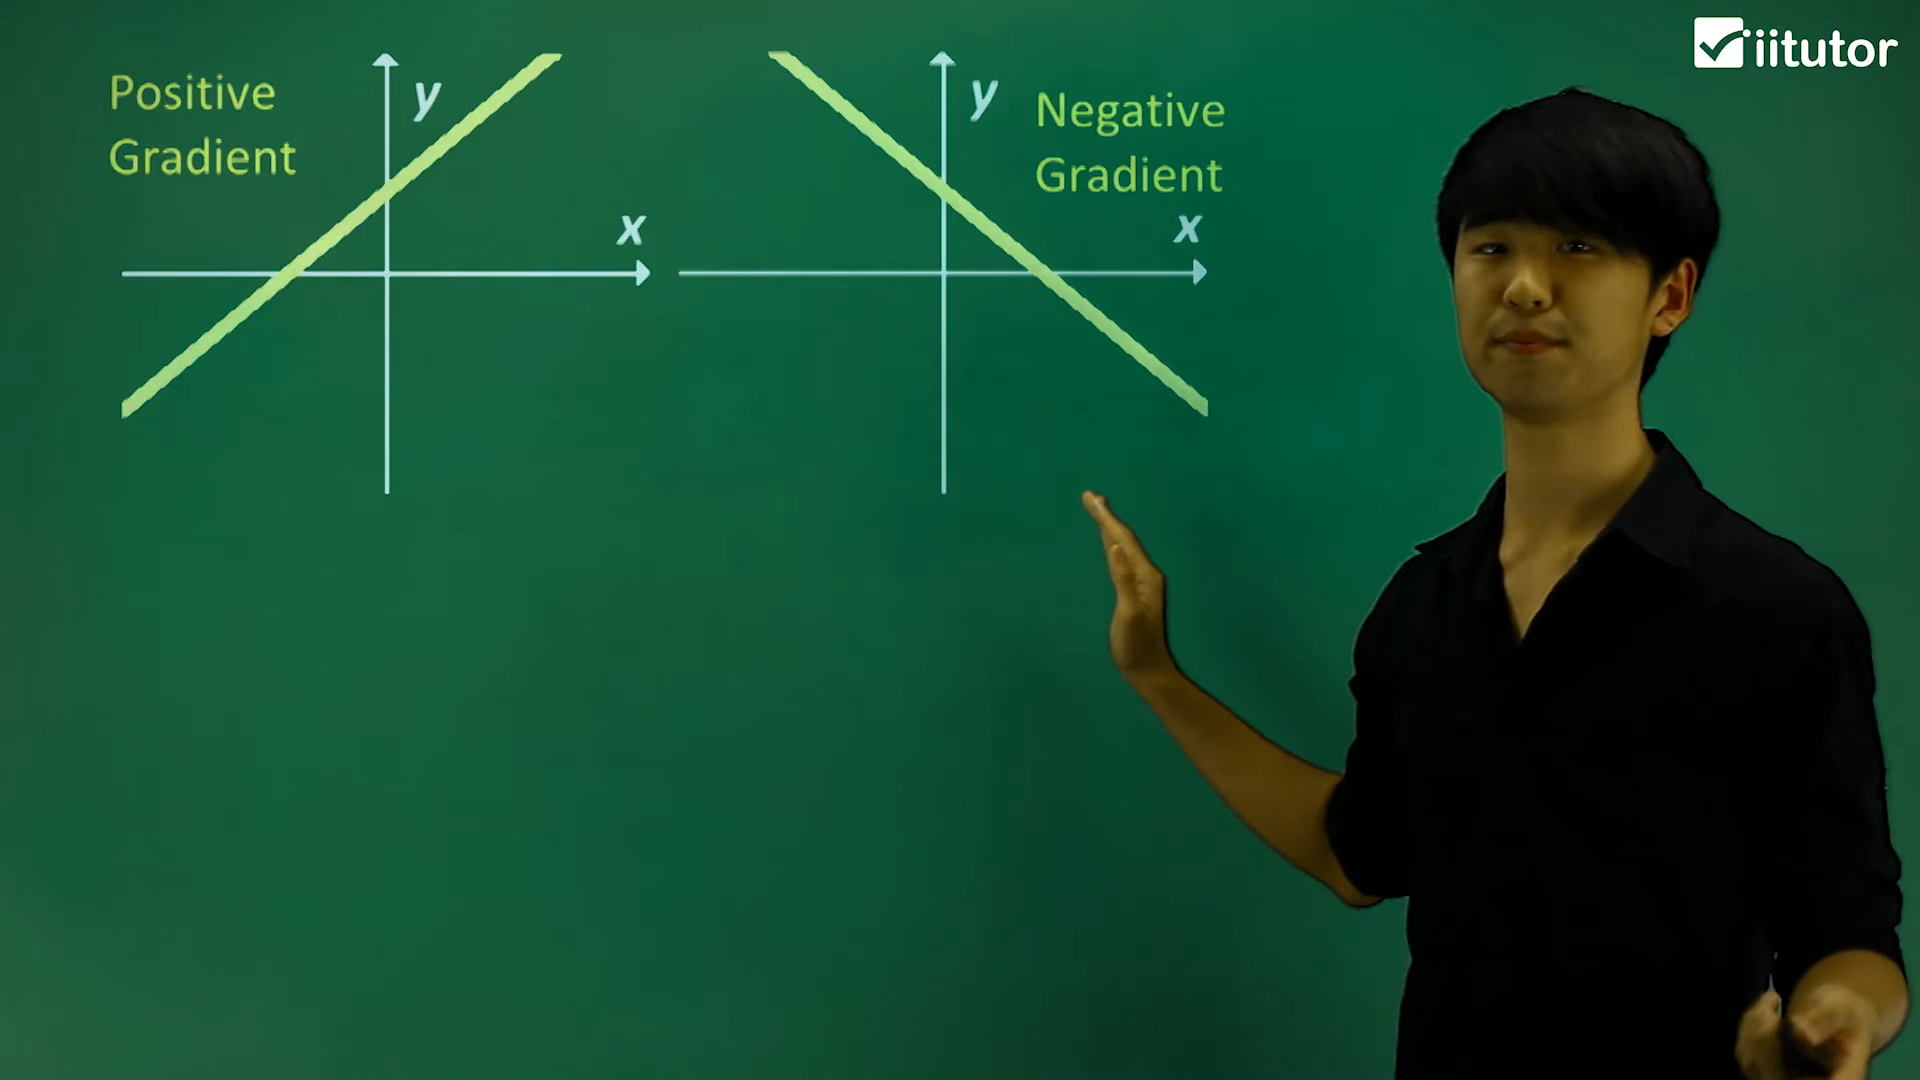 Positive
Gradient
y
x
y
Negative
Gradient
x
iitutor